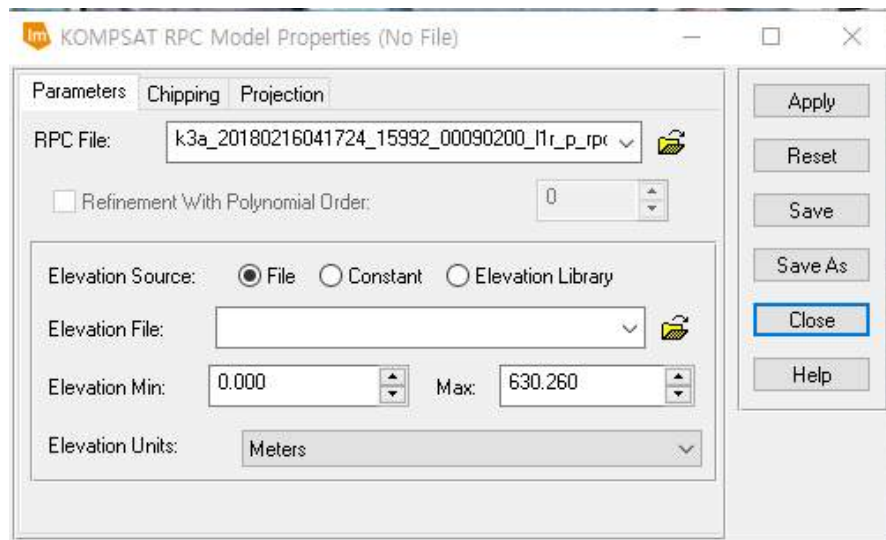 Im KOMPSAT RPC Model Properties (No File)
Parameters Chipping Projection
RPC File: k3a_20180216041724_15992_00090200_l1r_p_rpc
Refinement With Polynomial Order: 0
Elevation Source: File Constant Elevation Library
Elevation File:
Elevation Min: 0.000 Max: 630.260
Elevation Units: Meters
Apply
Reset
Save
Save As
Close
Help